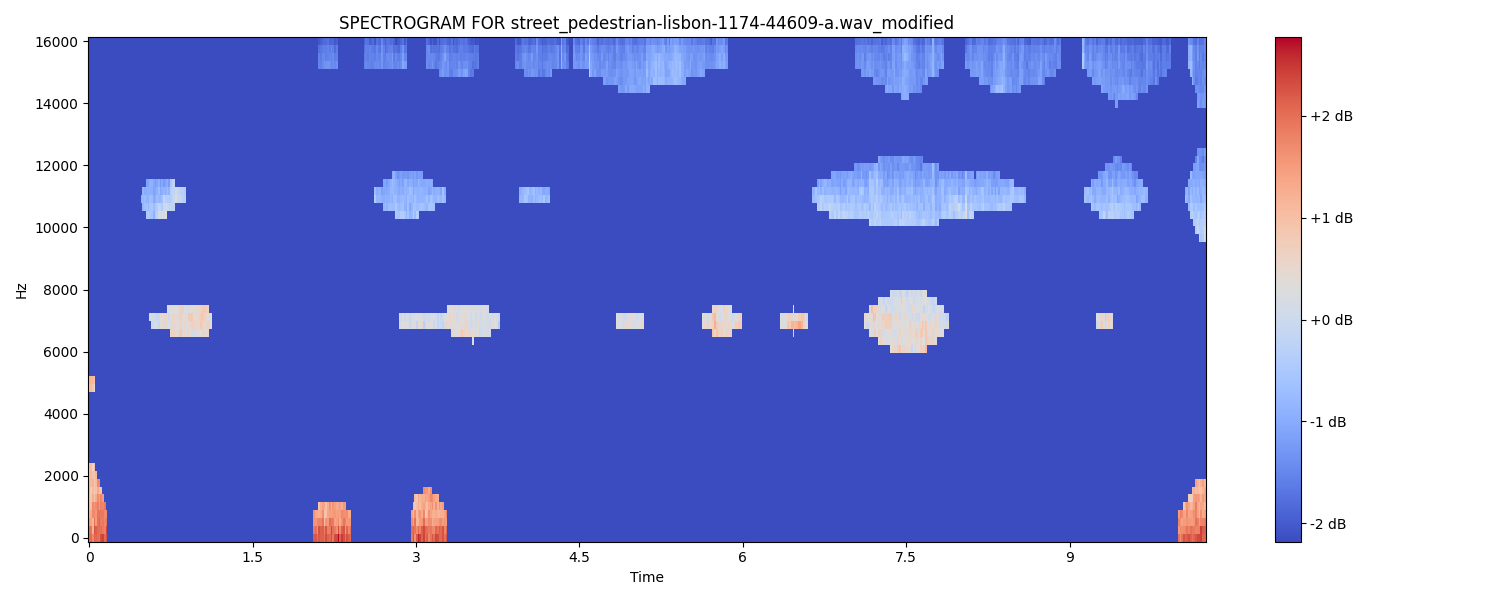 SPECTROGRAM FOR street_pedestrian-lisbon-1174-44609-a.wav_modified
16000
14000
12000
10000
8000
6000
4000
2000
0
Hz
0 1.5 3 4.5 6 7.5 9
Time
+2 dB
+1 dB
+0 dB
-1 dB
-2 dB